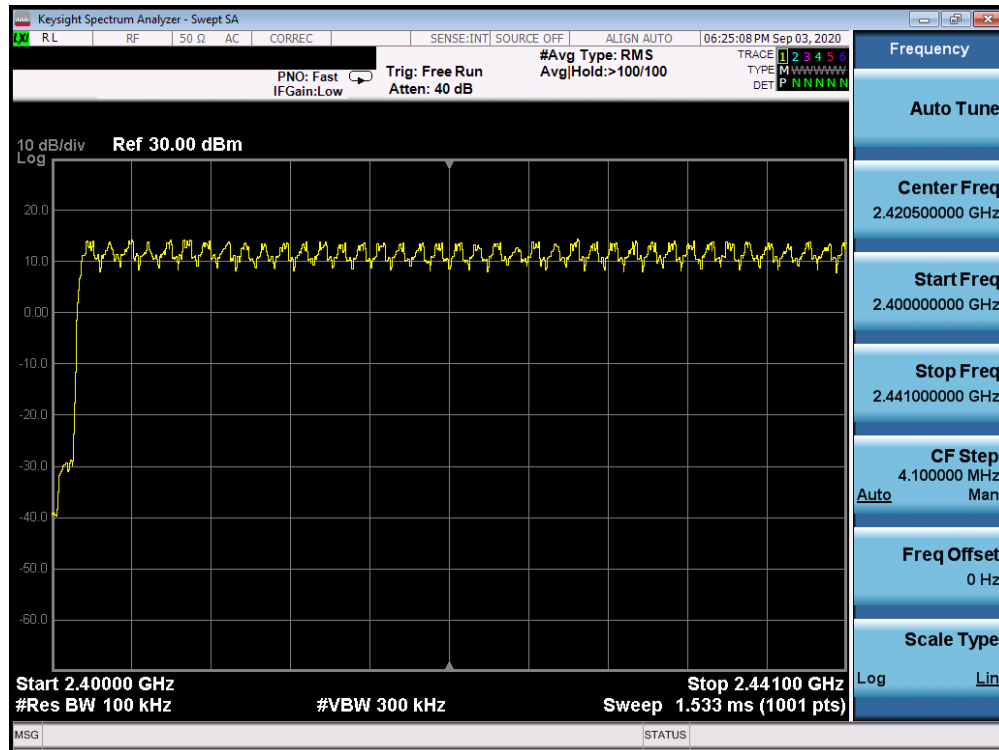 Keysight Spectrum Analyzer - Swept SA
LXI RL RF 50 Ω AC CORREC SENSE:INT SOURCE OFF ALIGN AUTO 06:25:08 PM Sep 03, 2020
PNO: Fast
IFGain:Low
Trig: Free Run
Atten: 40 dB
#Avg Type: RMS
Avg|Hold:>100/100
TRACE 1 2 3 4 5 6
TYPE M WWWWW
DET P N N N N N
10 dB/div
Log
Ref 30.00 dBm
20.0
10.0
0.00
-10.0
-20.0
-30.0
-40.0
-50.0
-60.0
Start 2.40000 GHz
Stop 2.44100 GHz
#Res BW 100 kHz
#VBW 300 kHz
Sweep 1.533 ms (1001 pts)
MSG
STATUS
Frequency
Auto Tune
Center Freq
2.420500000 GHz
Start Freq
2.400000000 GHz
Stop Freq
2.441000000 GHz
CF Step
4.100000 MHz
Auto Man
Freq Offset
0 Hz
Scale Type
Log Lin